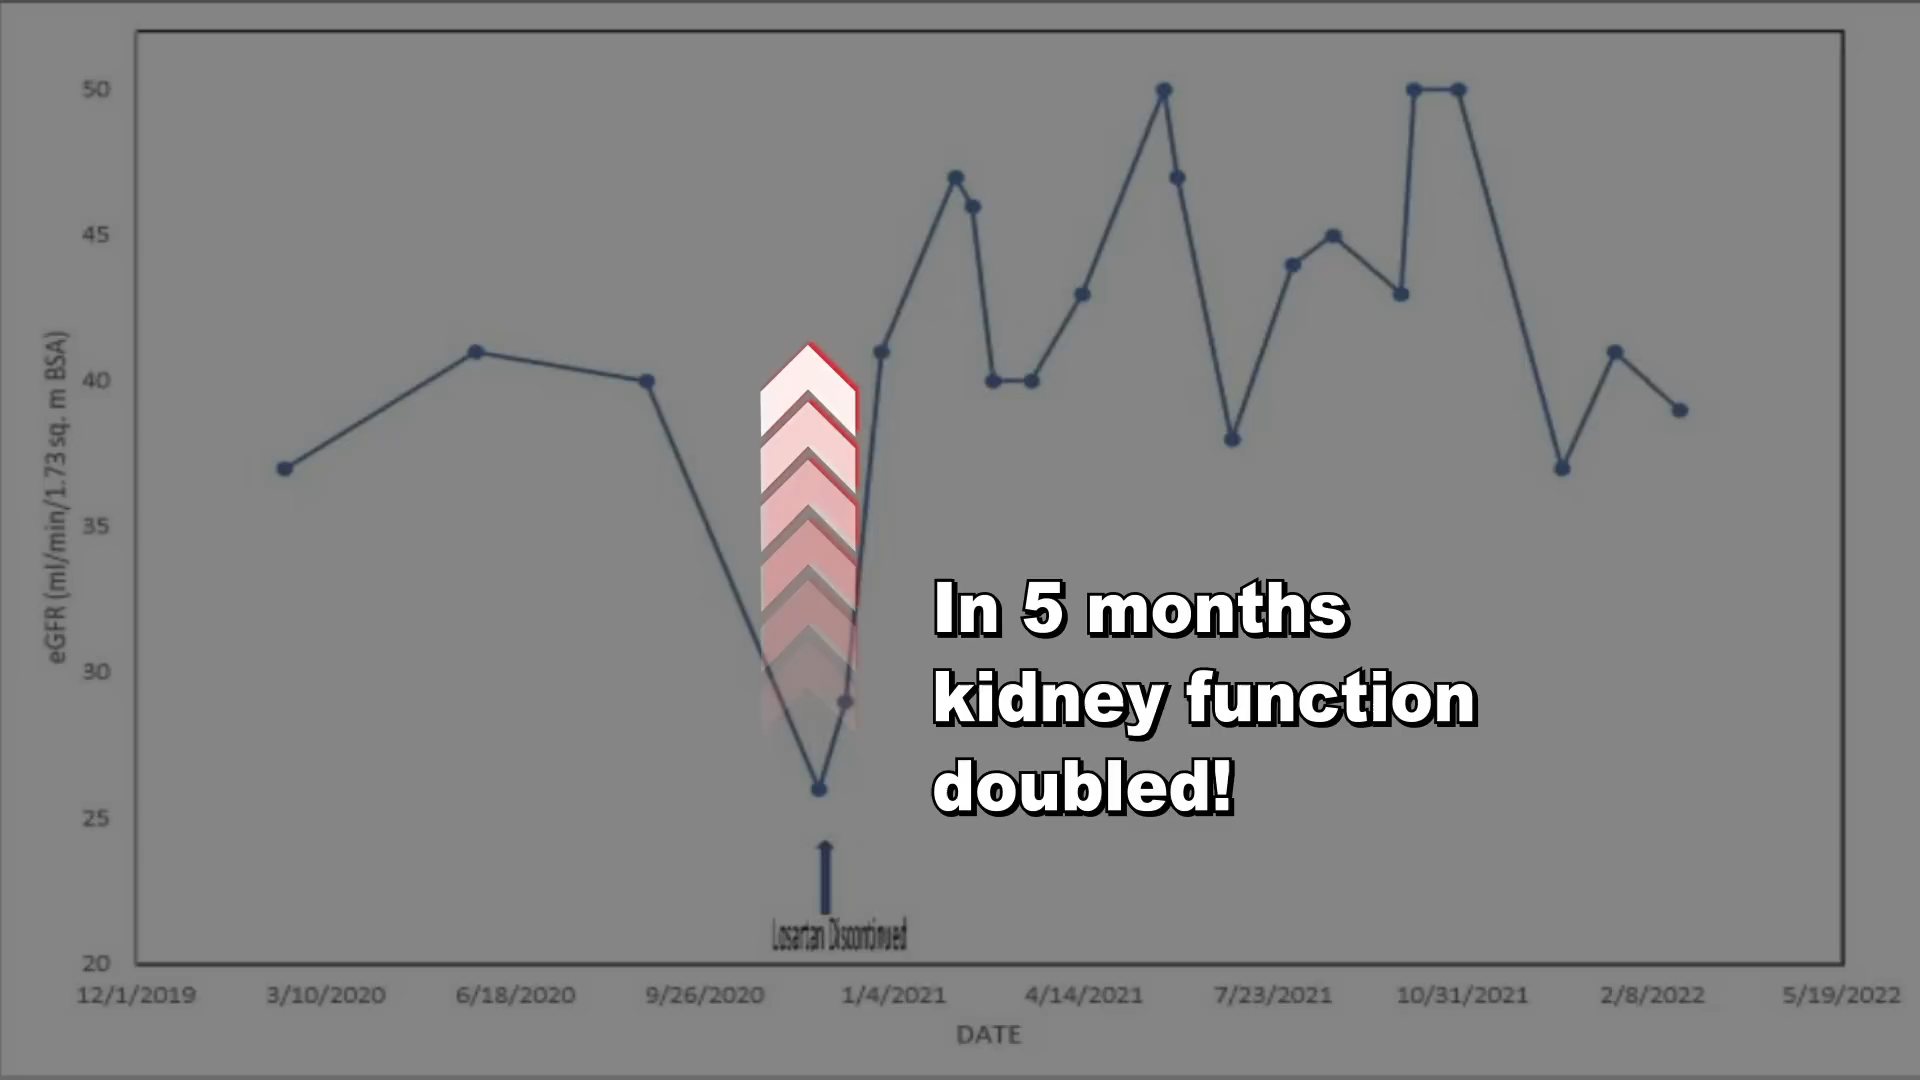 50
45
40
35
30
25
20
eGFR (ml/min/1.73 sq. m BSA)
In 5 months
kidney function
doubled!
Losartan Discontinued
12/1/2019 3/10/2020 6/18/2020 9/26/2020 1/4/2021 4/14/2021 7/23/2021 10/31/2021 2/8/2022 5/19/2022
DATE